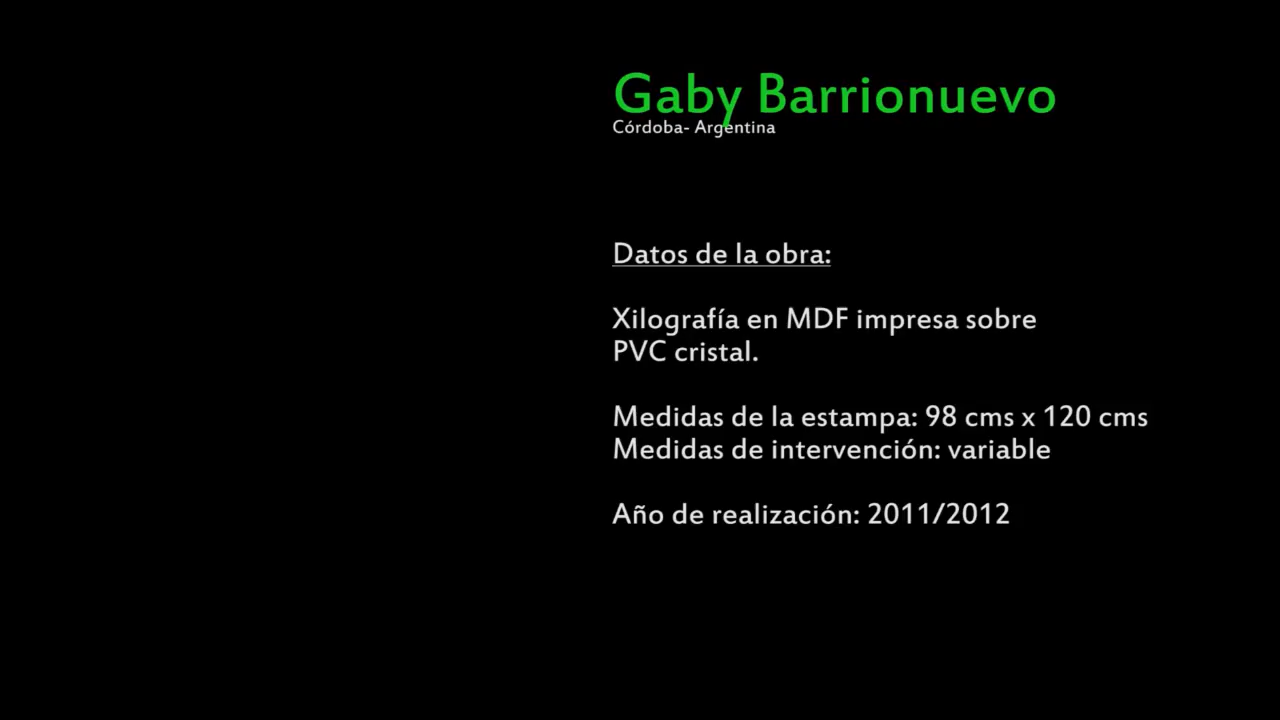 Gaby Barrionuevo
Córdoba- Argentina
Datos de la obra:
Xilografía en MDF impresa sobre
PVC cristal.
Medidas de la estampa: 98 cms x 120 cms
Medidas de intervención: variable
Año de realización: 2011/2012